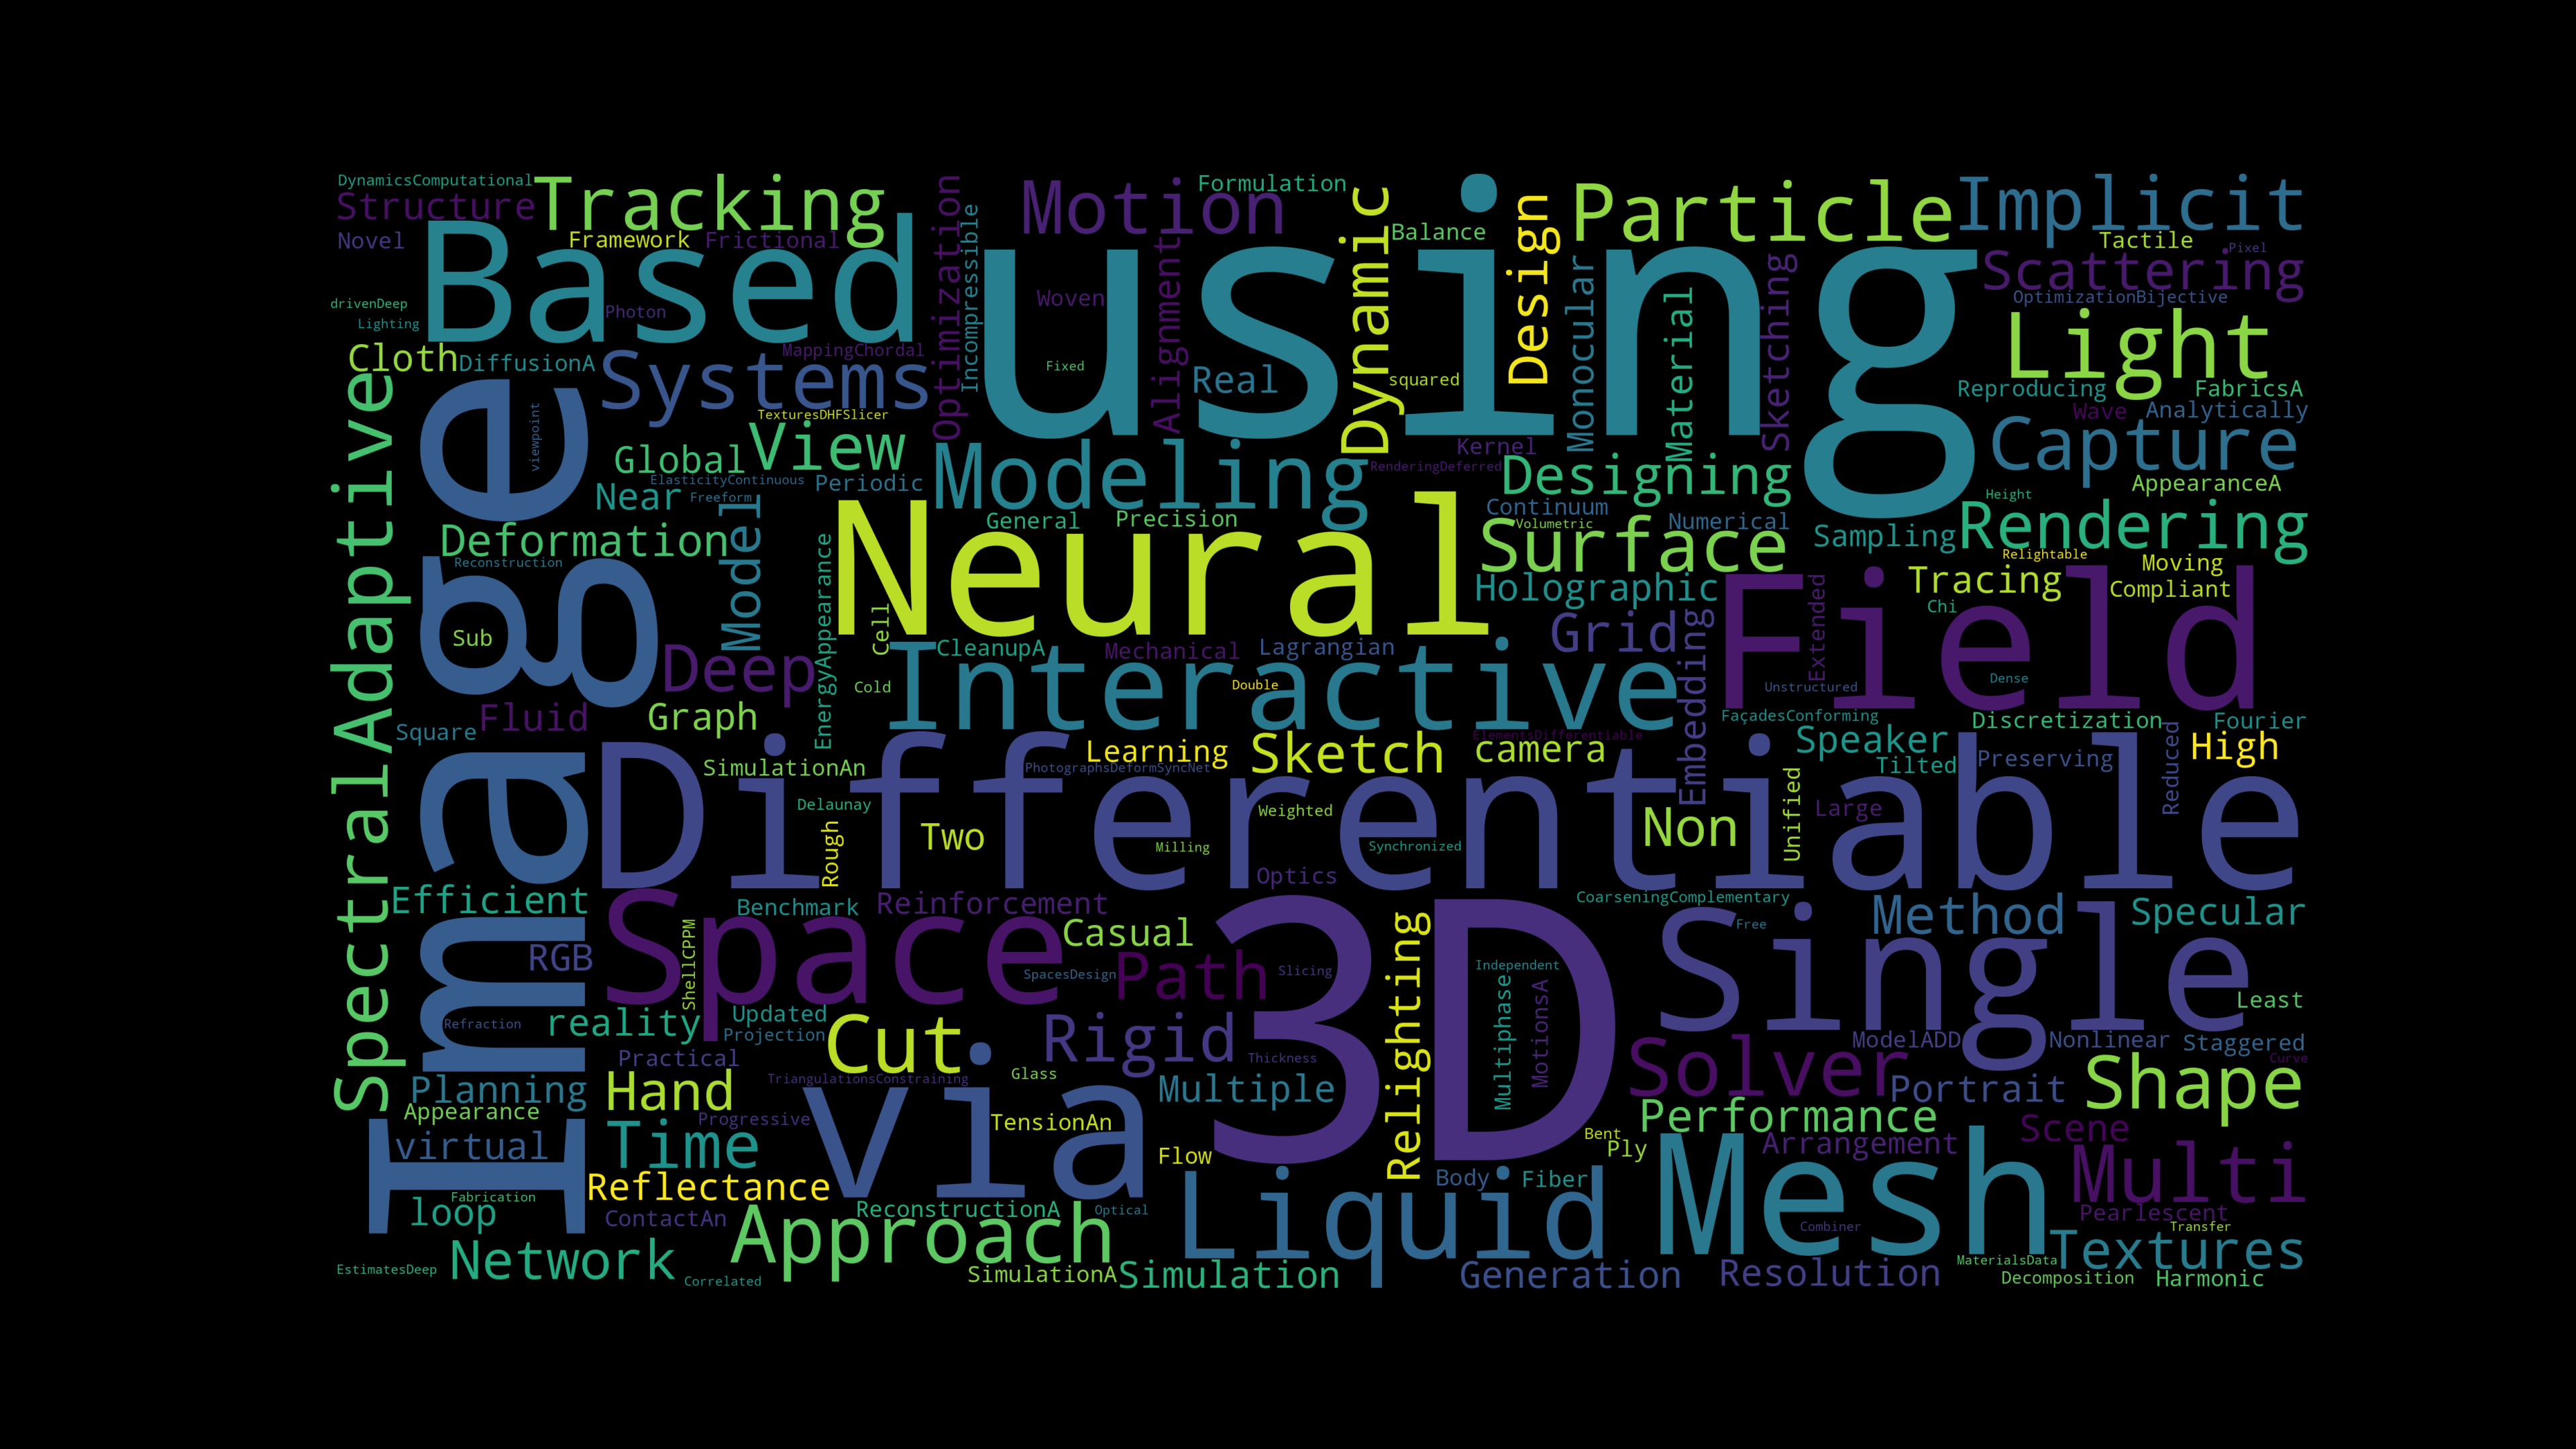 DynamicsComputational
Tracking
Structure
Novel
Framework
Frictional
Based
drivenDeep
Lighting
Photon
Cloth
DiffusionA
Systems
MappingChordal
Optimization
Incompressible
Motion
Formulation
Woven
Alignment
Fixed
Real
using
Dynamic
Balance
squared
Design
Monocular
Particle
Material
Sketching
Implicit
Tactile
Pixel
Scattering
OptimizationBijective
Light
Reproducing
FabricsA
Wave
Analytically
Capture
AppearanceA
Height
Adaptive
Image
viewpoint
TexturesDHFSlicer
View
Global
ElasticityContinuous
Near
Freeform
Periodic
Modeling
Kernel
RenderingDeferred
Designing
Deformation
Reconstruction
Model
EnergyAppearance
General
Precision
Neural
Continuum
Volumetric
Numerical
Surface
Sampling
Rendering
Relightable
Moving
Holographic
Tracing
Compliant
Chi
Sub
Cell
CleanupA
Mechanical
Lagrangian
Grid
Embedding
Extended
Field
Deep
Cold
Interactive
Double
Unstructured
Dense
Square
Fluid
Graph
FaçadesConforming
Discretization
Fourier
Learning
Sketch
ElementsDifferentiable
camera
Speaker
Tilted
Preserving
Reduced
High
SimulationAn
PhotographsDeformSyncNet
Spectral
Differentiable
Delaunay
Weighted
Unified
Large
Rough
Two
Milling
Synchronized
Non
Efficient
Benchmark
Reinforcement
Optics
CoarseningComplementary
Method
Specular
Space
Casual
Free
RGB
ShellCPPM
SpacesDesign
Path
Slicing
3D
Relighting
Independent
Multiphase
MotionsA
Single
Least
Refraction
reality
Updated
Projection
Cut
Rigid
Thickness
Practical
Solver
ModelADD
Nonlinear
Staggered
Curve
Planning
Hand
TriangulationsConstraining
Glass
Multiple
Portrait
Shape
Appearance
Progressive
via
TensionAn
Performance
virtual
Time
Flow
Bent
Ply
Arrangement
Scene
Reflectance
Body
Fiber
Mesh
Multi
Fabrication
loop
ContactAn
ReconstructionA
Optical
Liquid
Pearlescent
Combiner
Transfer
Approach
Network
EstimatesDeep
Correlated
SimulationA
Simulation
Generation
Resolution
MaterialsData
Textures
Decomposition
Harmonic